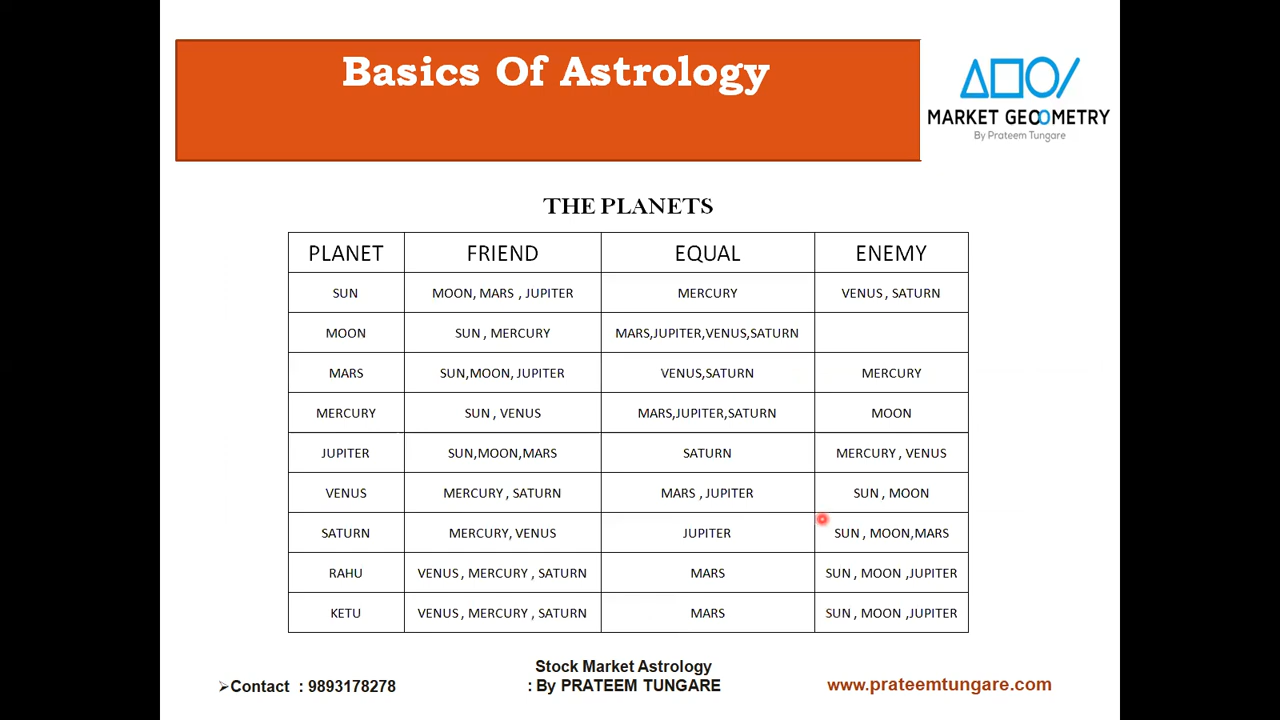 Basics Of Astrology
MARKET GEOOMETRY
By Prateem Tungare
THE PLANETS
PLANET FRIEND EQUAL ENEMY
SUN MOON, MARS , JUPITER MERCURY VENUS , SATURN
MOON SUN , MERCURY MARS,JUPITER,VENUS,SATURN
MARS SUN,MOON, JUPITER VENUS,SATURN MERCURY
MERCURY SUN , VENUS MARS,JUPITER,SATURN MOON
JUPITER SUN,MOON,MARS SATURN MERCURY , VENUS
VENUS MERCURY , SATURN MARS , JUPITER SUN , MOON
SATURN MERCURY, VENUS JUPITER SUN , MOON,MARS
RAHU VENUS , MERCURY , SATURN MARS SUN , MOON ,JUPITER
KETU VENUS , MERCURY , SATURN MARS SUN , MOON ,JUPITER
➢Contact : 9893178278
Stock Market Astrology
: By PRATEEM TUNGARE
www.prateemtungare.com